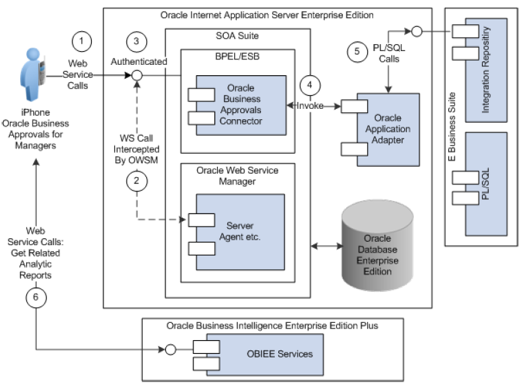 Oracle Internet Application Server Enterprise Edition
1
3
SOA Suite
5
Web
Service
Calls
Authenticated
BPEL/ESB
PL/SQL
Calls
Integration Repositiry
4
iPhone
Oracle Business
Approvals for
Managers
Oracle
Business
Approvals
Connector
Invoke
Oracle
Application
Adapter
E Business Suite
WS Call
Intercepted
By OWSM
2
Oracle Web Service
Manager
PL/SQL
Server
Agent etc.
Oracle
Database
Enterprise
Edition
Web
Service Calls:
Get Related
Analytic
Reports
6
Oracle Business Intelligence Enterprise Edition Plus
OBIEE Services